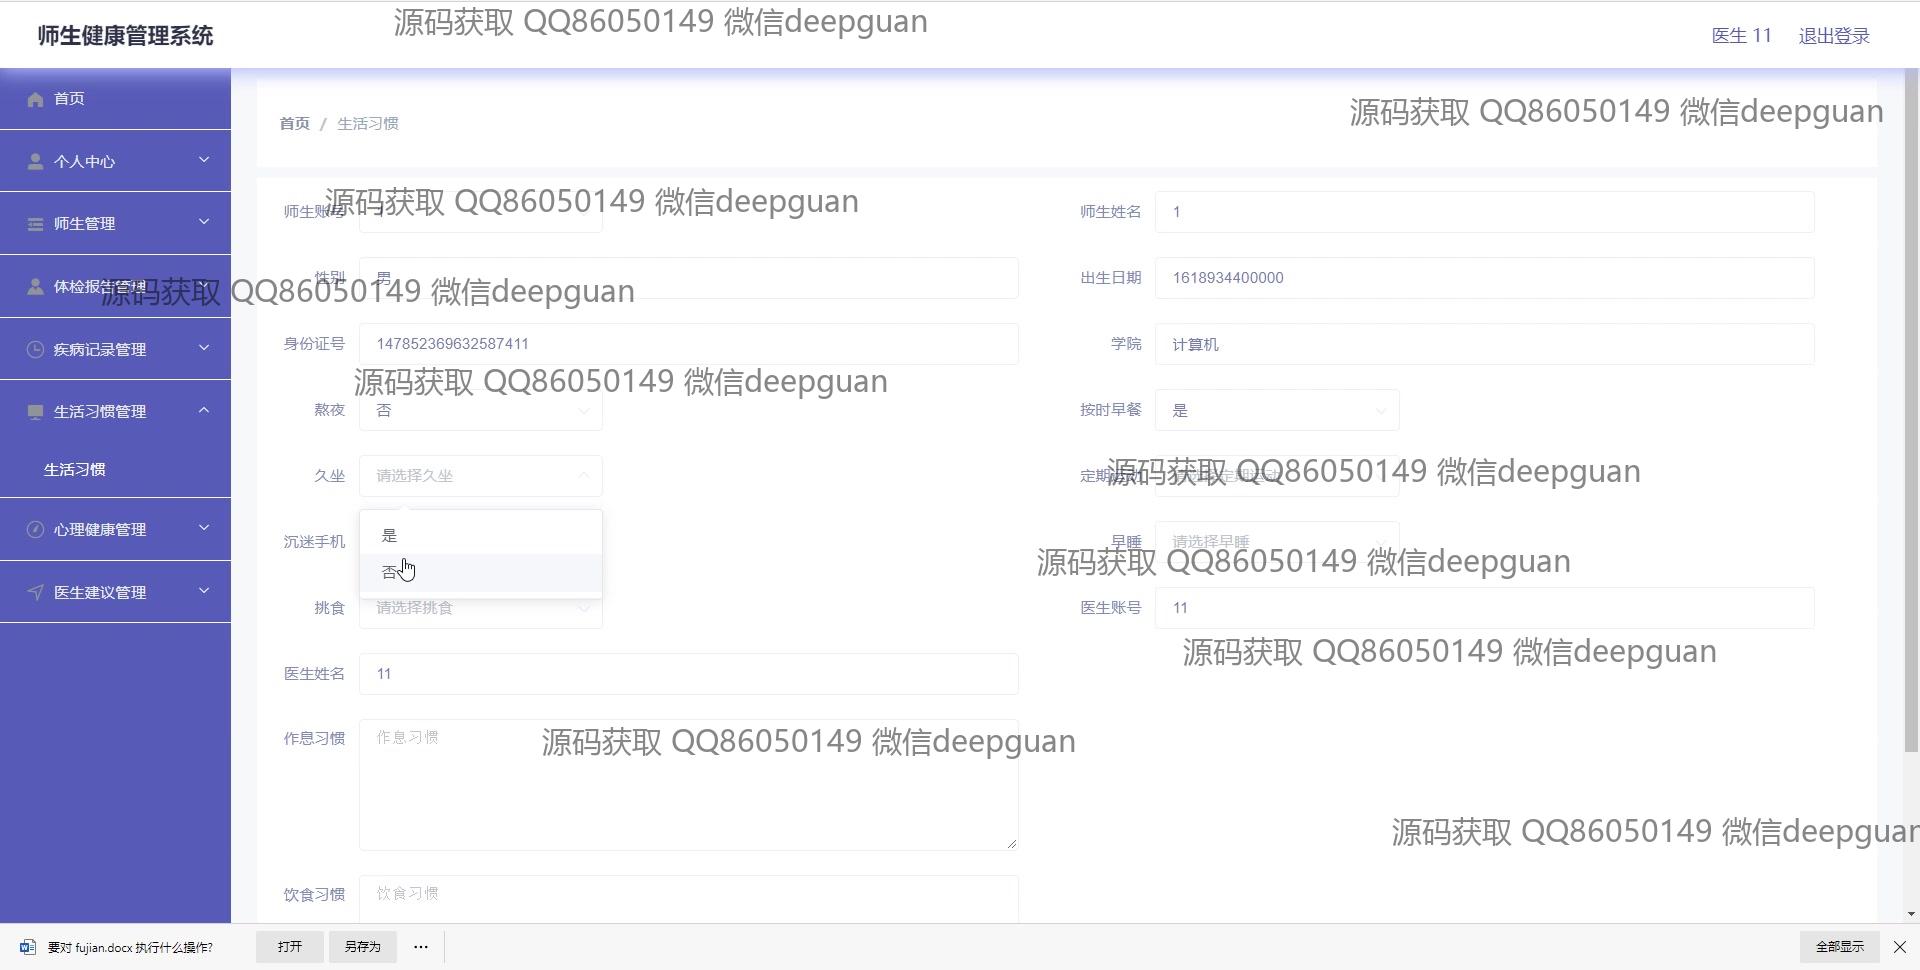 源码获取 QQ86050149 微信deepguan
师生健康管理系统
医生 11 退出登录
首页
首页 / 生活习惯
源码获取 QQ86050149 微信deepguan
个人中心
源码获取 QQ86050149 微信deepguan
师生账号
师生姓名 1
师生管理
性别 男
出生日期 1618934400000
体检报告管理
源码获取 QQ86050149 微信deepguan
身份证号 147852369632587411
学院 计算机
疾病记录管理
源码获取 QQ86050149 微信deepguan
熬夜 否
按时早餐 是
生活习惯管理
生活习惯
久坐 请选择久坐
定期运动 请选择定期运动
源码获取 QQ86050149 微信deepguan
是
否
沉迷手机
早睡 请选择早睡
心理健康管理
源码获取 QQ86050149 微信deepguan
医生建议管理
挑食 请选择挑食
医生账号 11
源码获取 QQ86050149 微信deepguan
医生姓名 11
作息习惯 作息习惯
源码获取 QQ86050149 微信deepguan
源码获取 QQ86050149 微信deepguan
饮食习惯 饮食习惯
要对 fujian.docx 执行什么操作? 打开 另存为 ··· 全部显示